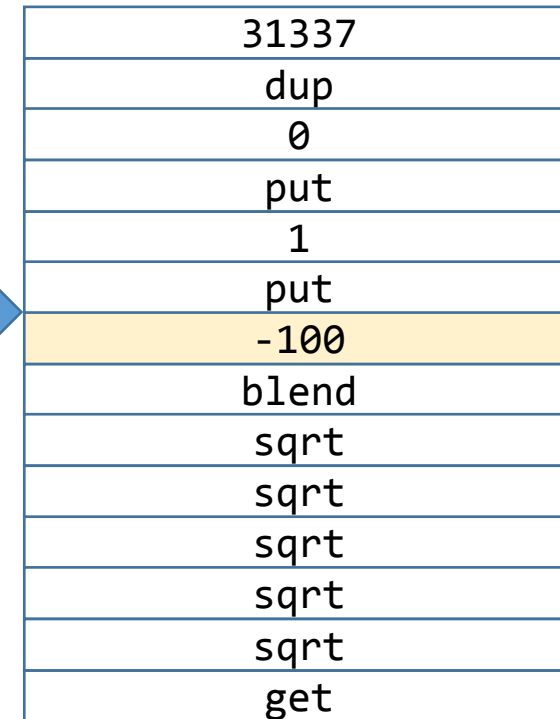 31337
dup
0
put
1
put
-100
blend
sqrt
sqrt
sqrt
sqrt
sqrt
get